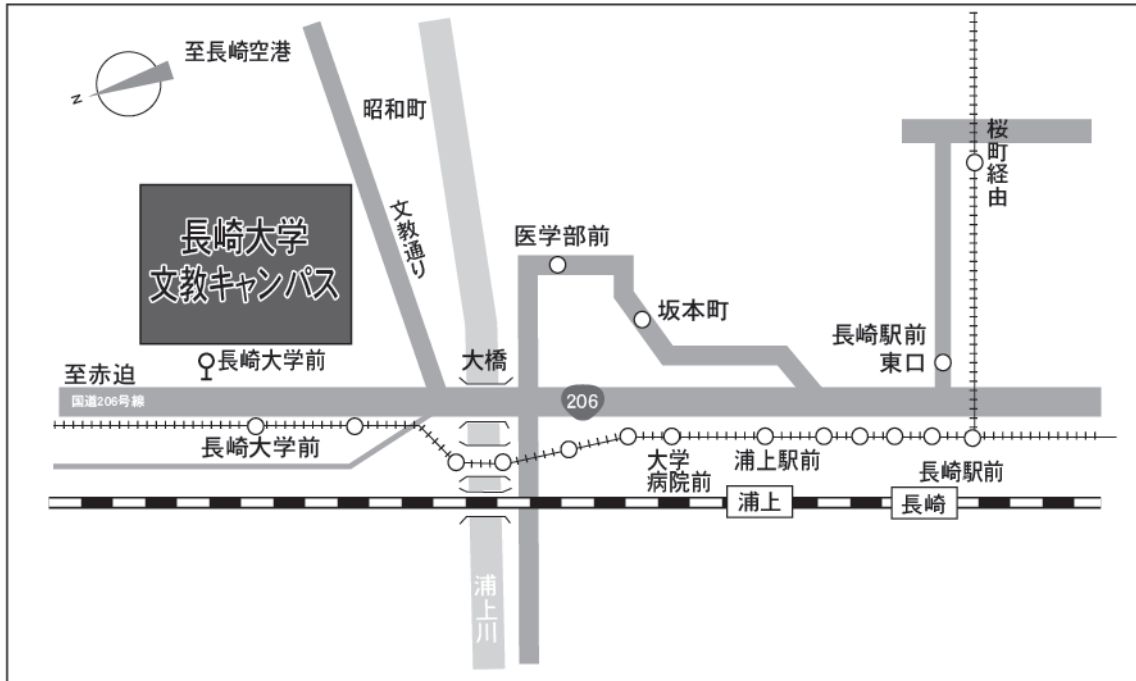 至長崎空港
N
昭和町
桜町経由
長崎大学
文教キャンパス
文教通り
医学部前
坂本町
長崎大学前
大橋
長崎駅前
東口
至赤迫
国道206号線
206
長崎大学前
大学
病院前
浦上駅前
長崎駅前
浦上
長崎
浦上川